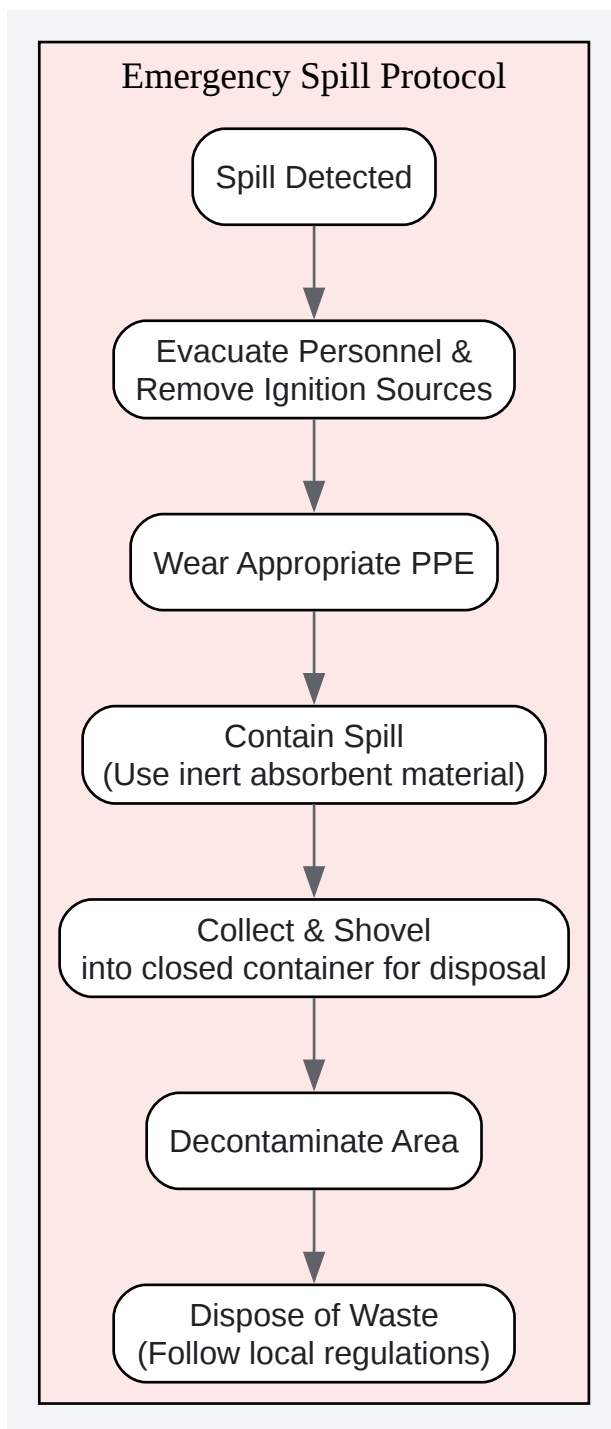 Emergency Spill Protocol
Spill Detected
Evacuate Personnel &
Remove Ignition Sources
Wear Appropriate PPE
Contain Spill
(Use inert absorbent material)
Collect & Shovel
into closed container for disposal
Decontaminate Area
Dispose of Waste
(Follow local regulations)